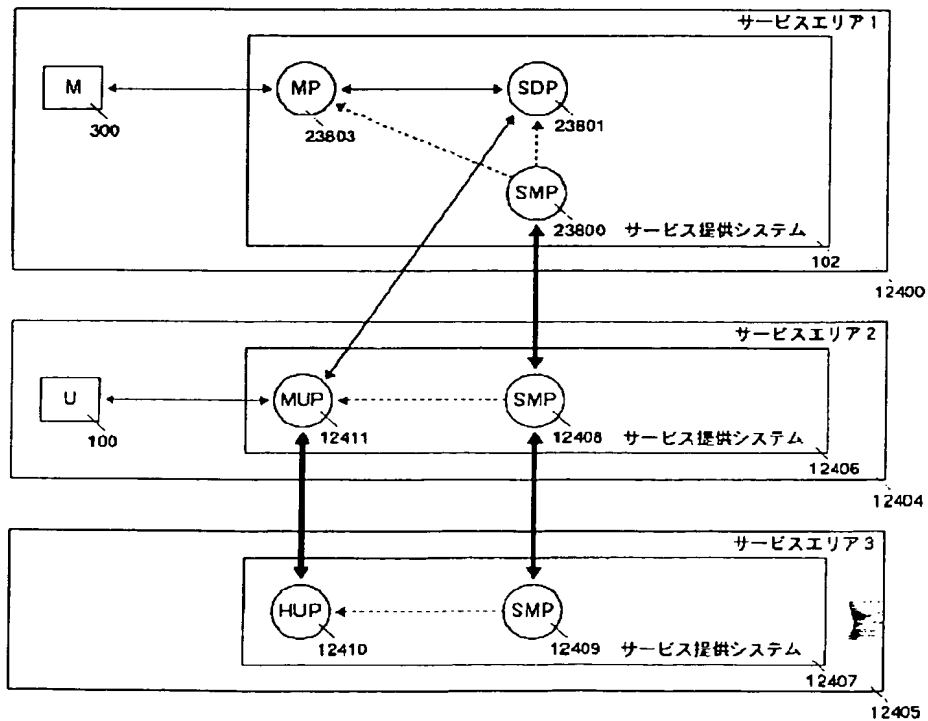 サービスエリア 1
M
MP
SDP
300
23803
23801
SMP
23800
サービス提供システム
102
12400
サービスエリア 2
U
MUP
SMP
100
12411
12408
サービス提供システム
12406
12404
サービスエリア 3
HUP
SMP
12410
12409
サービス提供システム
12407
12405